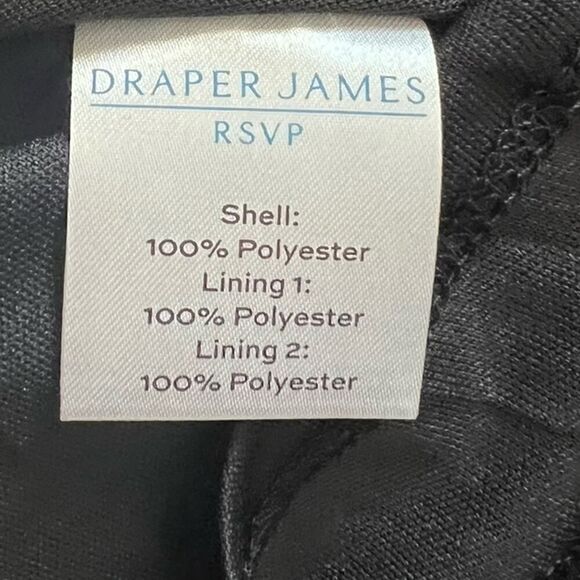 DRAPER JAMES
RSVP
Shell:
100% Polyester
Lining 1:
100% Polyester
Lining 2:
100% Polyester